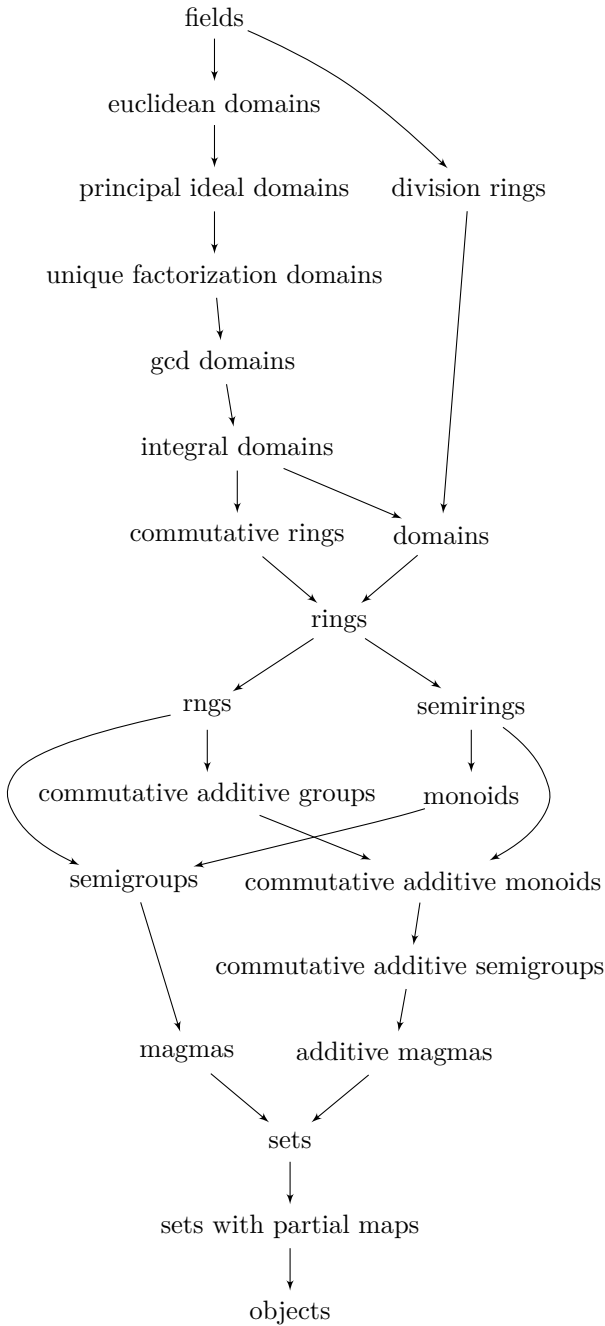 fields
euclidean domains
principal ideal domains
division rings
unique factorization domains
gcd domains
integral domains
commutative rings
domains
rings
rngs
semirings
commutative additive groups
monoids
semigroups
commutative additive monoids
commutative additive semigroups
magmas
additive magmas
sets
sets with partial maps
objects